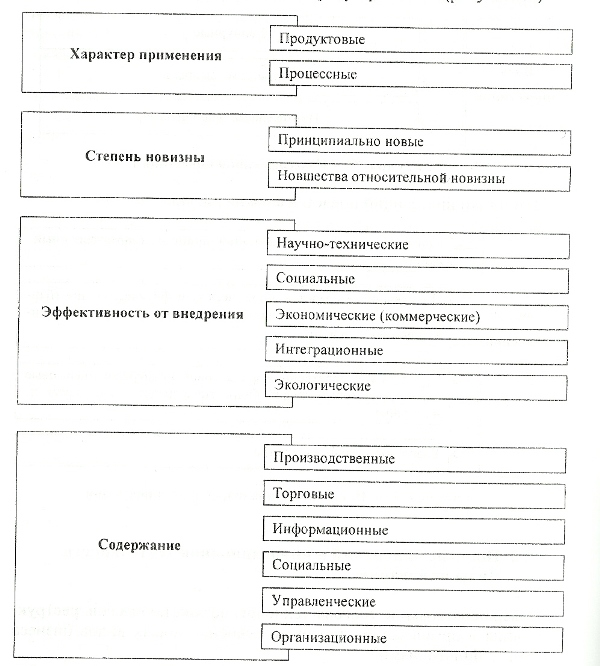 Характер применения
Продуктовые
Процессные
Степень новизны
Принципиально новые
Новшества относительной новизны
Эффективность от внедрения
Научно-технические
Социальные
Экономические (коммерческие)
Интеграционные
Экологические
Содержание
Производственные
Торговые
Информационные
Социальные
Управленческие
Организационные